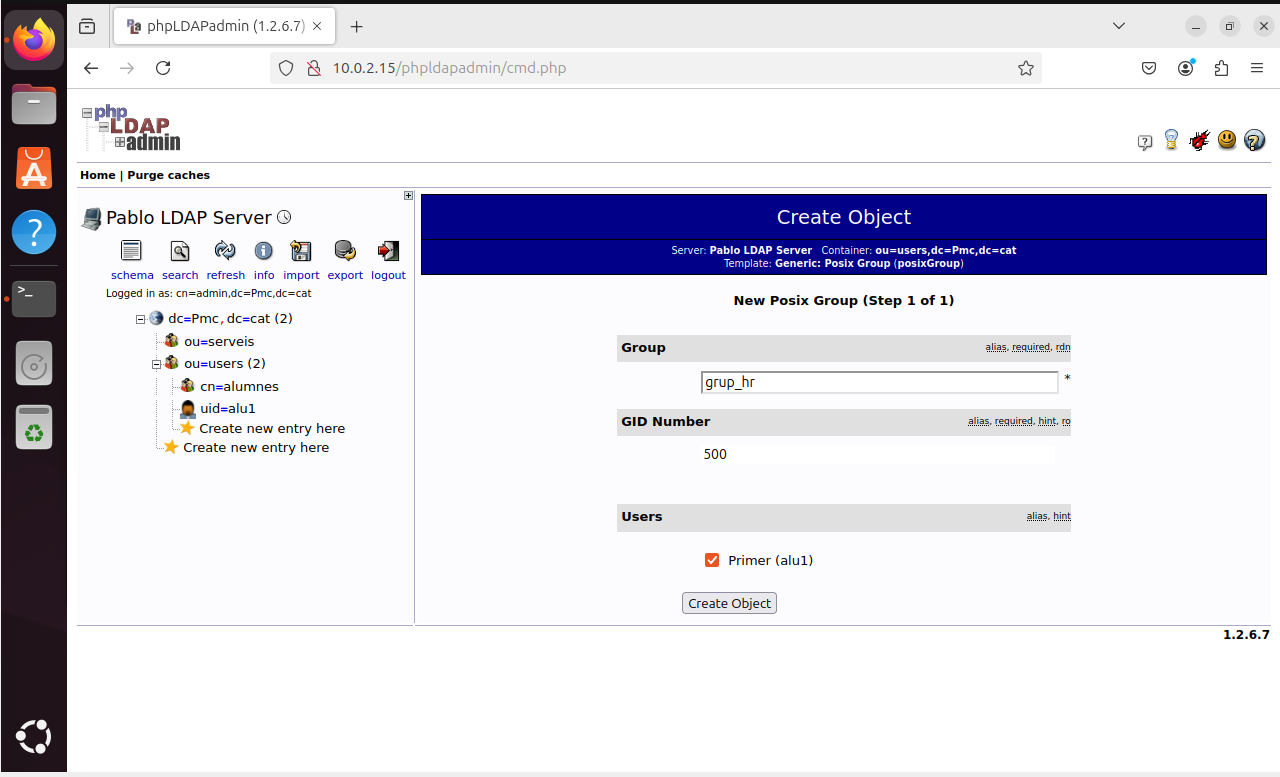 phpLDAPadmin (1.2.6.7)
10.0.2.15/phpldapadmin/cmd.php
php
LDAP
admin
Home | Purge caches
Pablo LDAP Server
schema search refresh info import export logout
Logged in as: cn=admin,dc=Pmc,dc=cat
dc=Pmc,dc=cat (2)
ou=serveis
ou=users (2)
cn=alumnes
uid=alu1
Create new entry here
Create new entry here
Create Object
Server: Pablo LDAP Server Container: ou=users,dc=Pmc,dc=cat
Template: Generic: Posix Group (posixGroup)
New Posix Group (Step 1 of 1)
Group alias, required, rdn
grup_hr *
GID Number alias, required, hint, ro
500
Users alias, hint
Primer (alu1)
Create Object
1.2.6.7